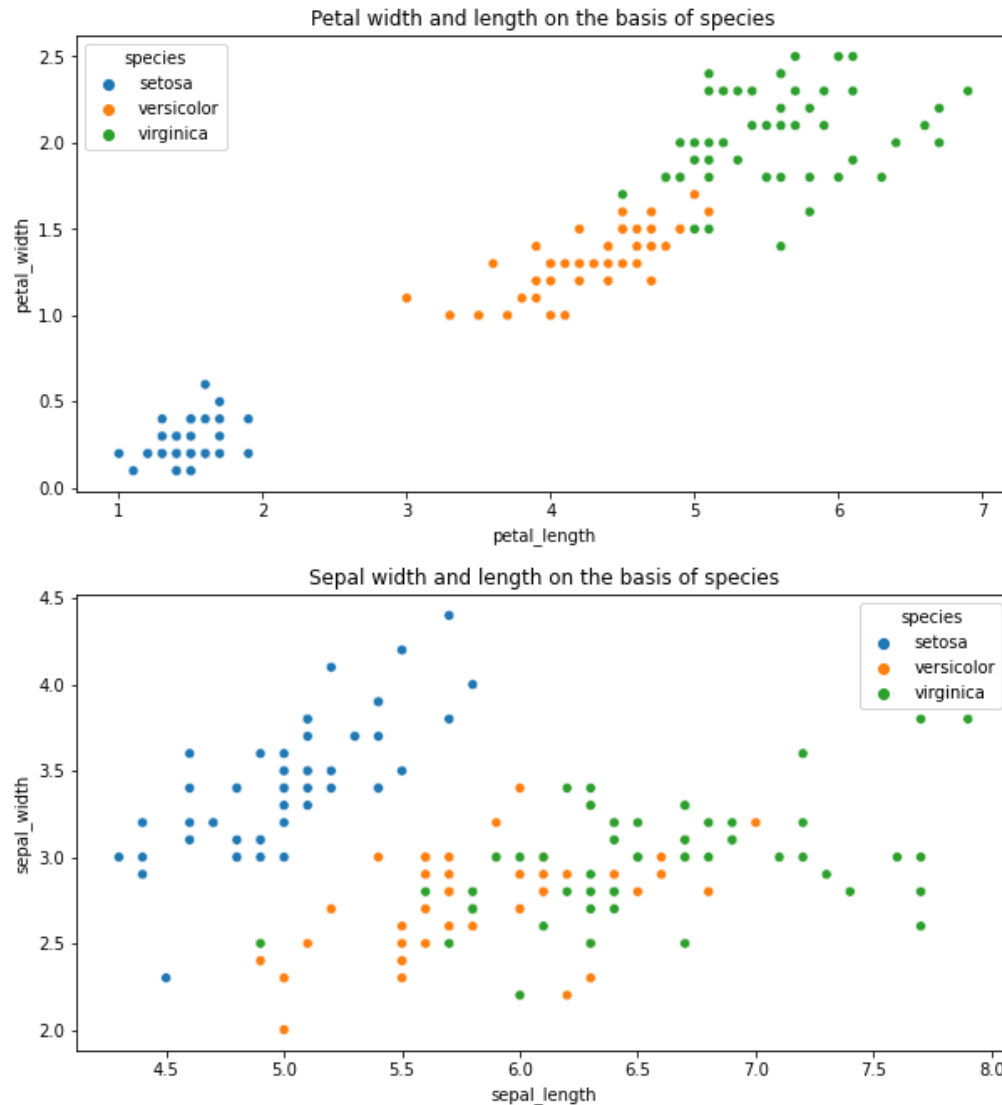 Petal width and length on the basis of species
species
setosa
versicolor
virginica
2.5
2.0
1.5
1.0
0.5
0.0
petal_width
1 2 3 4 5 6 7
petal_length
Sepal width and length on the basis of species
species
setosa
versicolor
virginica
4.5
4.0
3.5
3.0
2.5
2.0
sepal_width
4.5 5.0 5.5 6.0 6.5 7.0 7.5 8.0
sepal_length